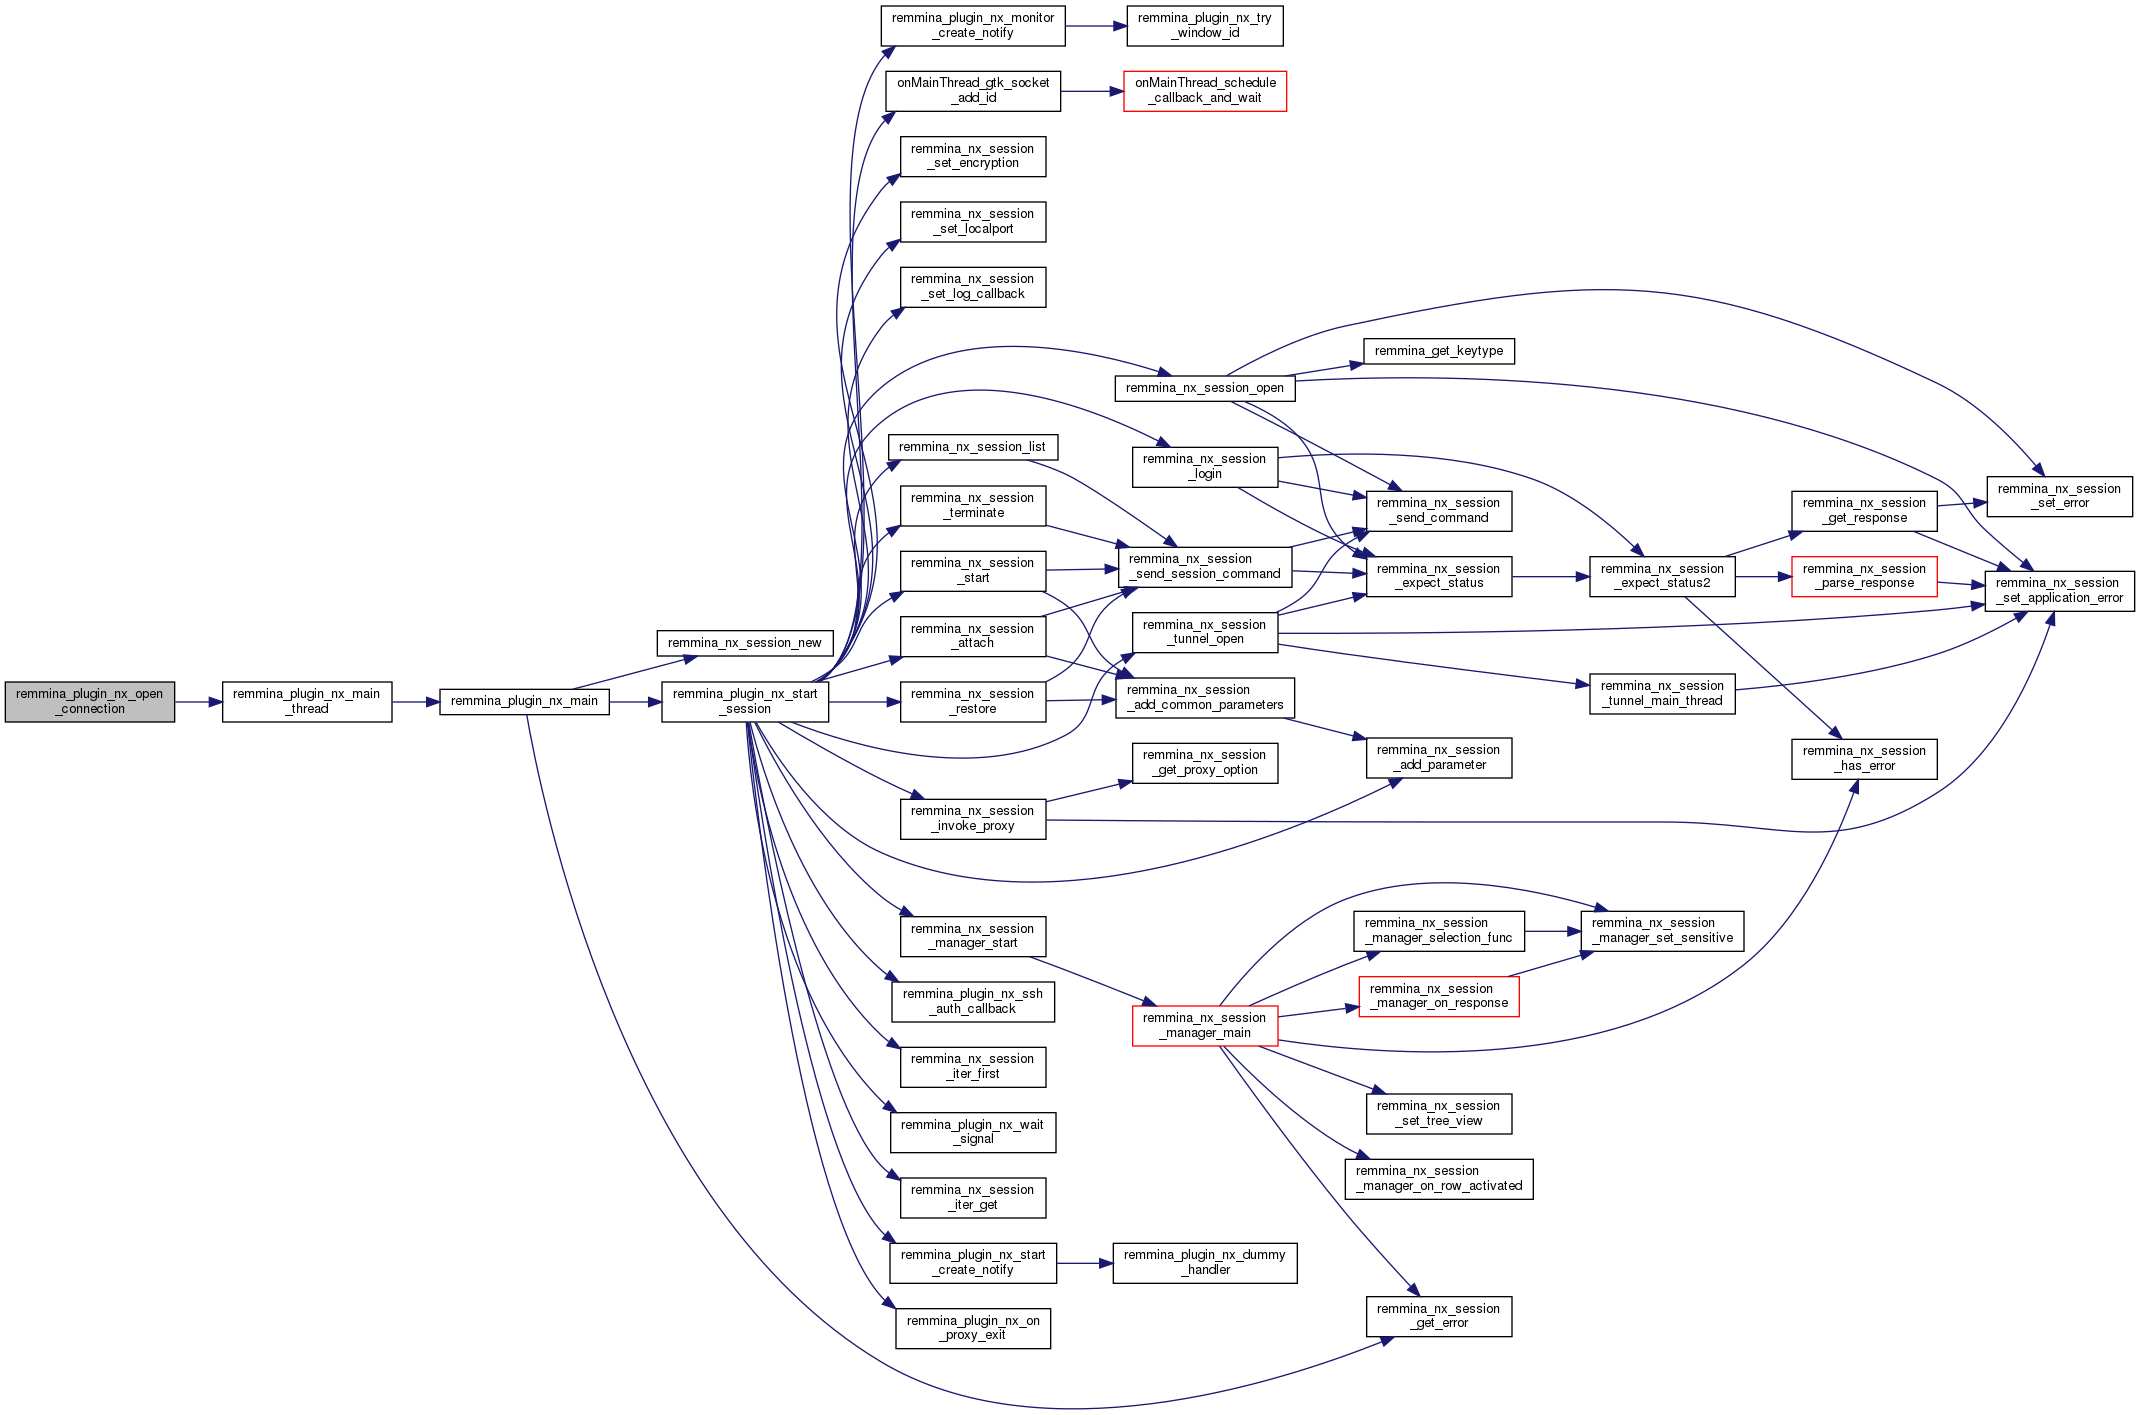 remmina_plugin_nx_open
_connection
remmina_plugin_nx_main
_thread
remmina_plugin_nx_main
remmina_nx_session_new
remmina_plugin_nx_start
_session
remmina_plugin_nx_monitor
_create_notify
remmina_plugin_nx_try
_window_id
onMainThread_gtk_socket
_add_id
onMainThread_schedule
_callback_and_wait
remmina_nx_session
_set_encryption
remmina_nx_session
_set_localport
remmina_nx_session
_set_log_callback
remmina_nx_session_list
remmina_nx_session
_terminate
remmina_nx_session
_start
remmina_nx_session
_attach
remmina_nx_session
_restore
remmina_nx_session
_invoke_proxy
remmina_nx_session
_manager_start
remmina_plugin_nx_ssh
_auth_callback
remmina_nx_session
_iter_first
remmina_plugin_nx_wait
_signal
remmina_nx_session
_iter_get
remmina_plugin_nx_start
_create_notify
remmina_plugin_nx_on
_proxy_exit
remmina_nx_session_open
remmina_nx_session
_login
remmina_nx_session
_send_session_command
remmina_nx_session
_tunnel_open
remmina_nx_session
_add_common_parameters
remmina_nx_session
_get_proxy_option
remmina_nx_session
_manager_main
remmina_plugin_nx_dummy
_handler
remmina_get_keytype
remmina_nx_session
_send_command
remmina_nx_session
_expect_status
remmina_nx_session
_add_parameter
remmina_nx_session
_manager_selection_func
remmina_nx_session
_manager_on_response
remmina_nx_session
_set_tree_view
remmina_nx_session
_manager_on_row_activated
remmina_nx_session
_get_error
remmina_nx_session
_expect_status2
remmina_nx_session
_tunnel_main_thread
remmina_nx_session
_manager_set_sensitive
remmina_nx_session
_get_response
remmina_nx_session
_parse_response
remmina_nx_session
_has_error
remmina_nx_session
_set_error
remmina_nx_session
_set_application_error